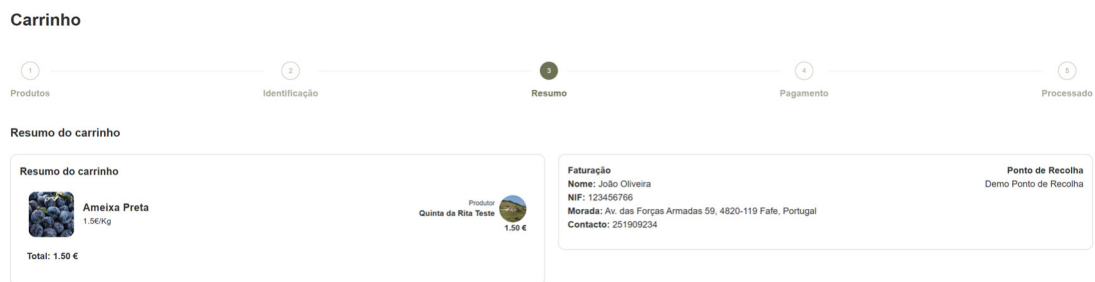 Carrinho
1
2
3
4
5
Produtos
Identificação
Resumo
Pagamento
Processado
Resumo do carrinho
Resumo do carrinho
Ameixa Preta
1.5€/Kg
Produtor
Quinta da Rita Teste
1.50 €
Total: 1.50 €
Faturação
Nome: João Oliveira
NIF: 123456766
Morada: Av. das Forças Armadas 59, 4820-119 Fafe, Portugal
Contacto: 251909234
Ponto de Recolha
Demo Ponto de Recolha